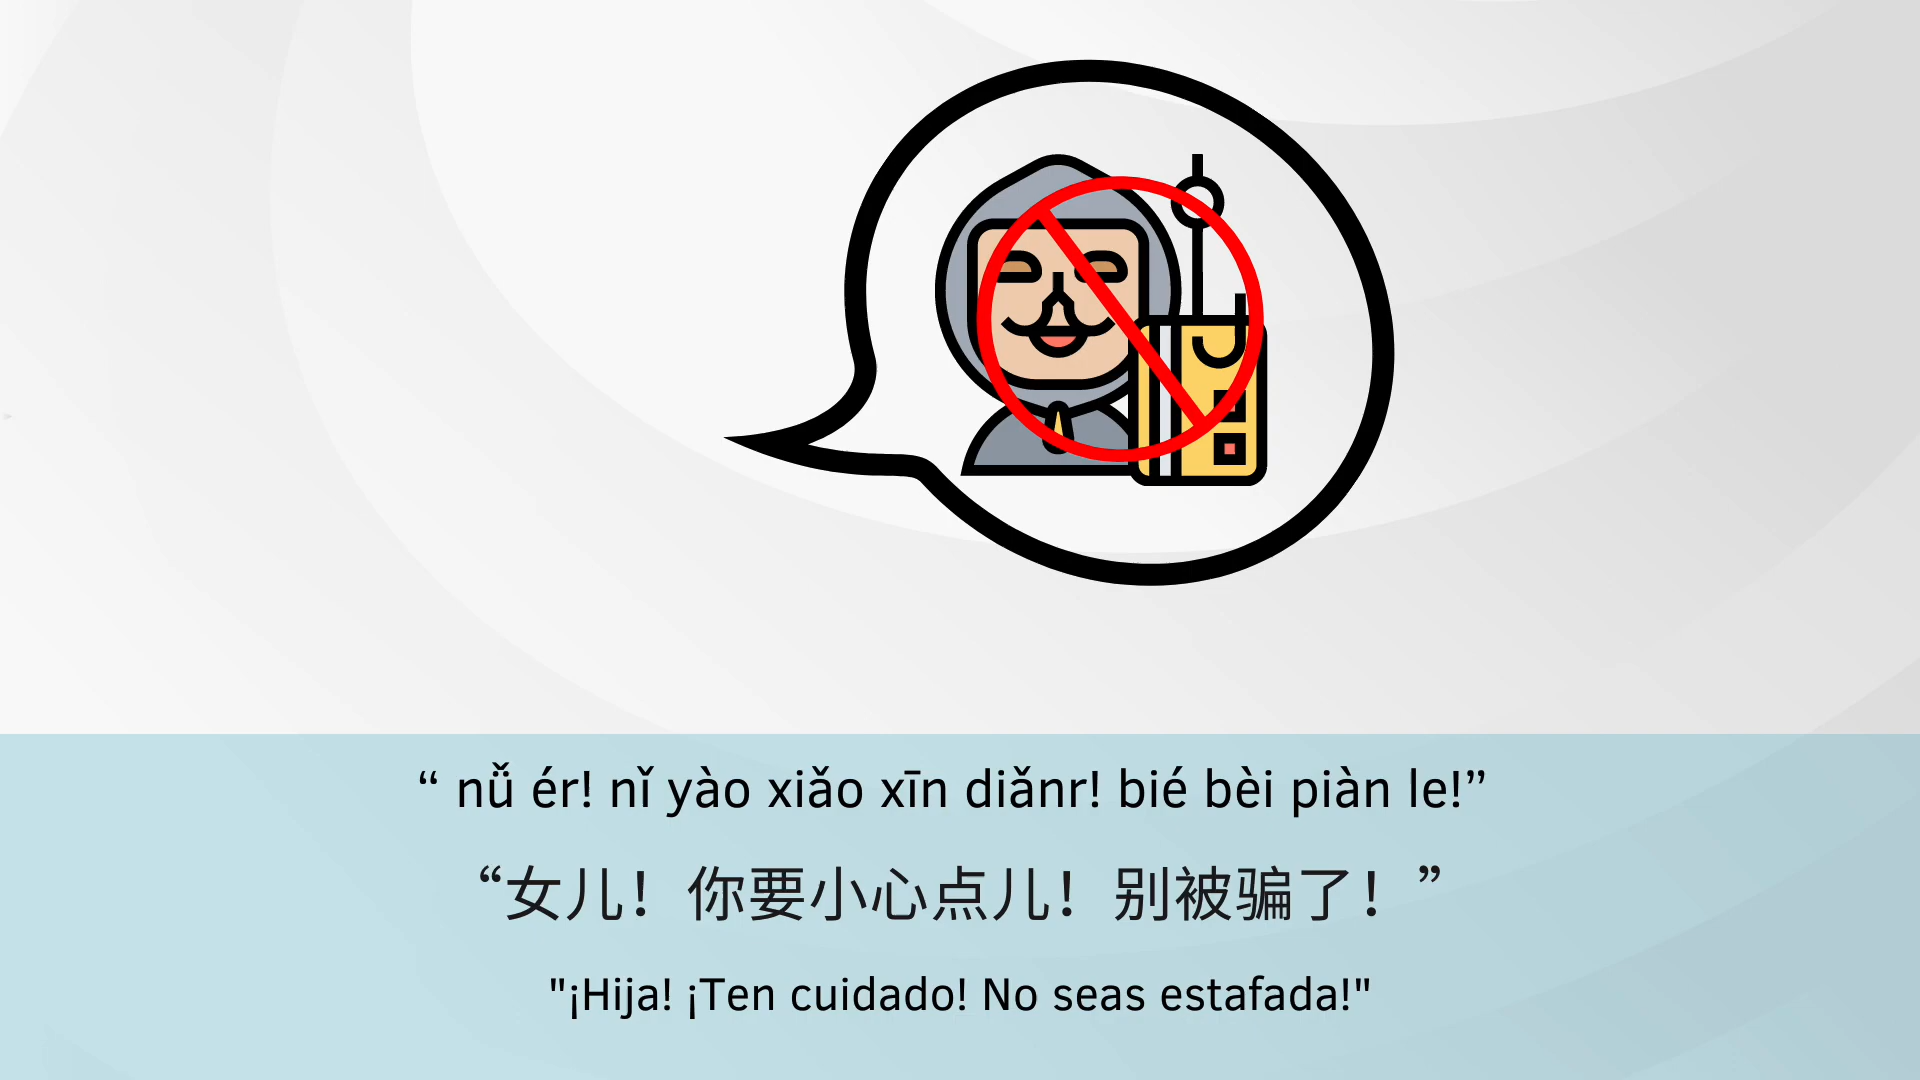 “ nǚ ér! nǐ yào xiǎo xīn diǎnr! bié bèi piàn le!”
“女儿！你要小心点儿！别被骗了！”
"¡Hija! ¡Ten cuidado! No seas estafada!"